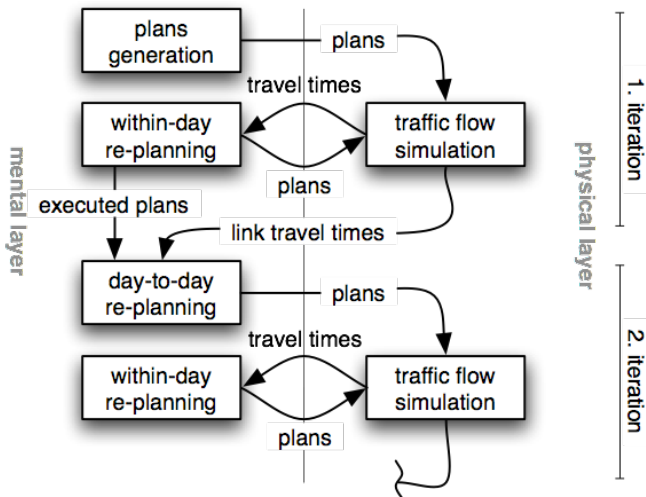 plans
generation
plans
travel times
within-day
re-planning
traffic flow
simulation
plans
executed plans
link travel times
day-to-day
re-planning
plans
travel times
within-day
re-planning
traffic flow
simulation
plans
mental layer
physical layer
1. iteration
2. iteration